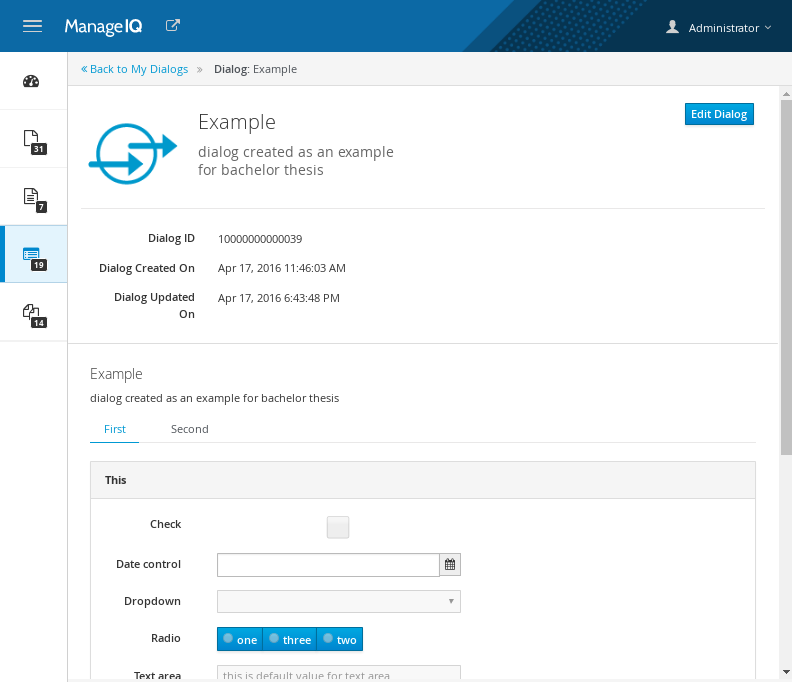 ManageIQ
Administrator
« Back to My Dialogs » Dialog: Example
31
7
19
14
Example
Edit Dialog
dialog created as an example
for bachelor thesis
Dialog ID 10000000000039
Dialog Created On Apr 17, 2016 11:46:03 AM
Dialog Updated
On
Apr 17, 2016 6:43:48 PM
Example
dialog created as an example for bachelor thesis
First Second
This
Check
Date control
Dropdown
Radio one three two
Text area this is default value for text area